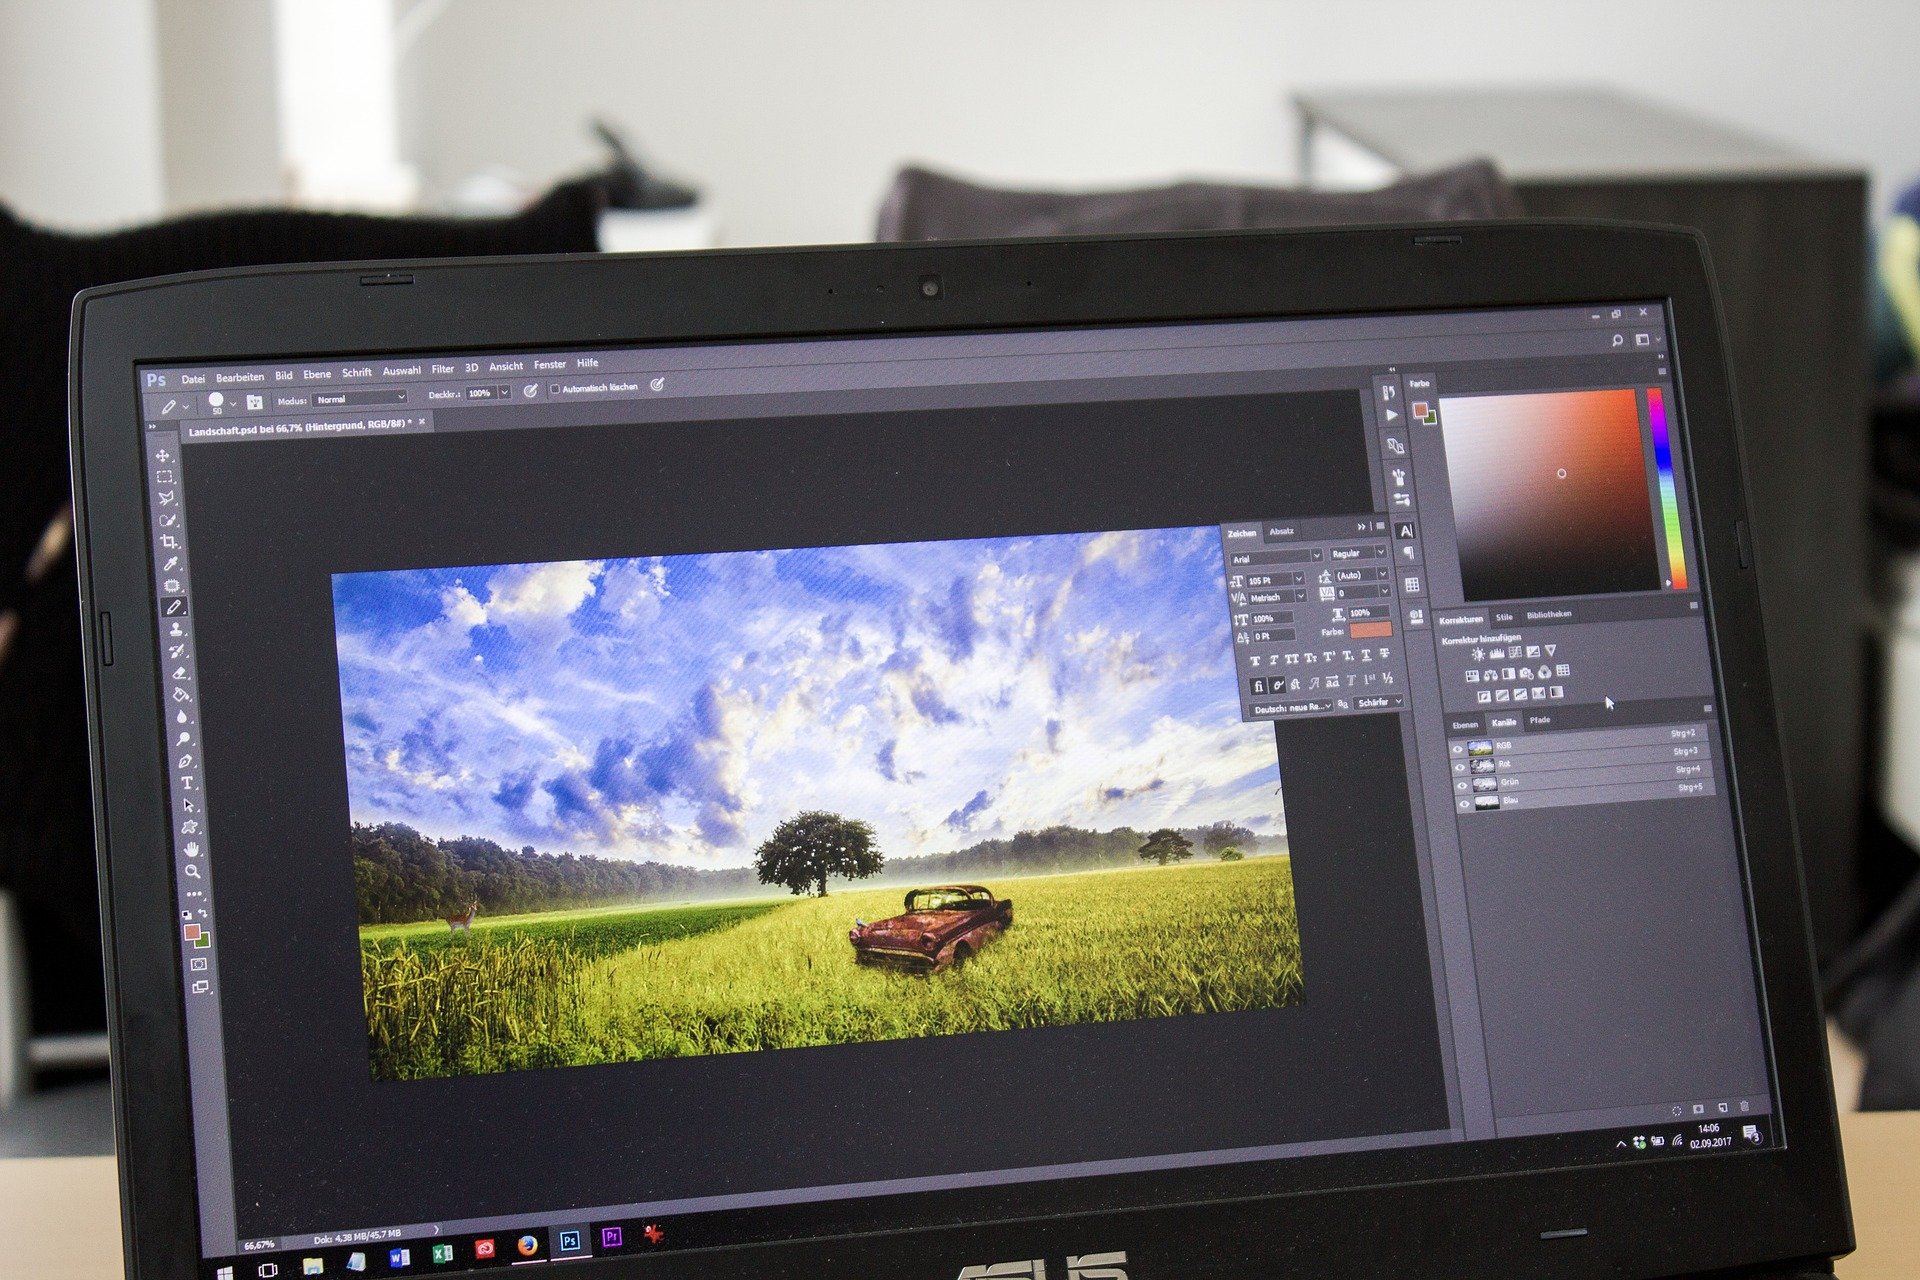 Ps Datei Bearbeiten Bild Ebene Schrift Auswahl Filter 3D Ansicht Fenster Hilfe
50 Modus: Normal Deckkr.: 100% Automatisch löschen
Landschaft.psd bei 66,7% (Hintergrund, RGB/8#) * ×
Farbe
Zeichen Absatz
Arial Regular
105 Pt (Auto)
Metrisch 0
100% 100%
0 Pt Farbe:
Deutsch: neue Re... Schärfer
Korrekturen Stile Bibliotheken
Korrektur hinzufügen
Ebenen Kanäle Pfade
RGB Strg+2
Rot Strg+3
Grün Strg+4
Blau Strg+5
66,67% Dok: 4,38 MB/45,7 MB
Ps Pr
14:06
02.09.2017
3